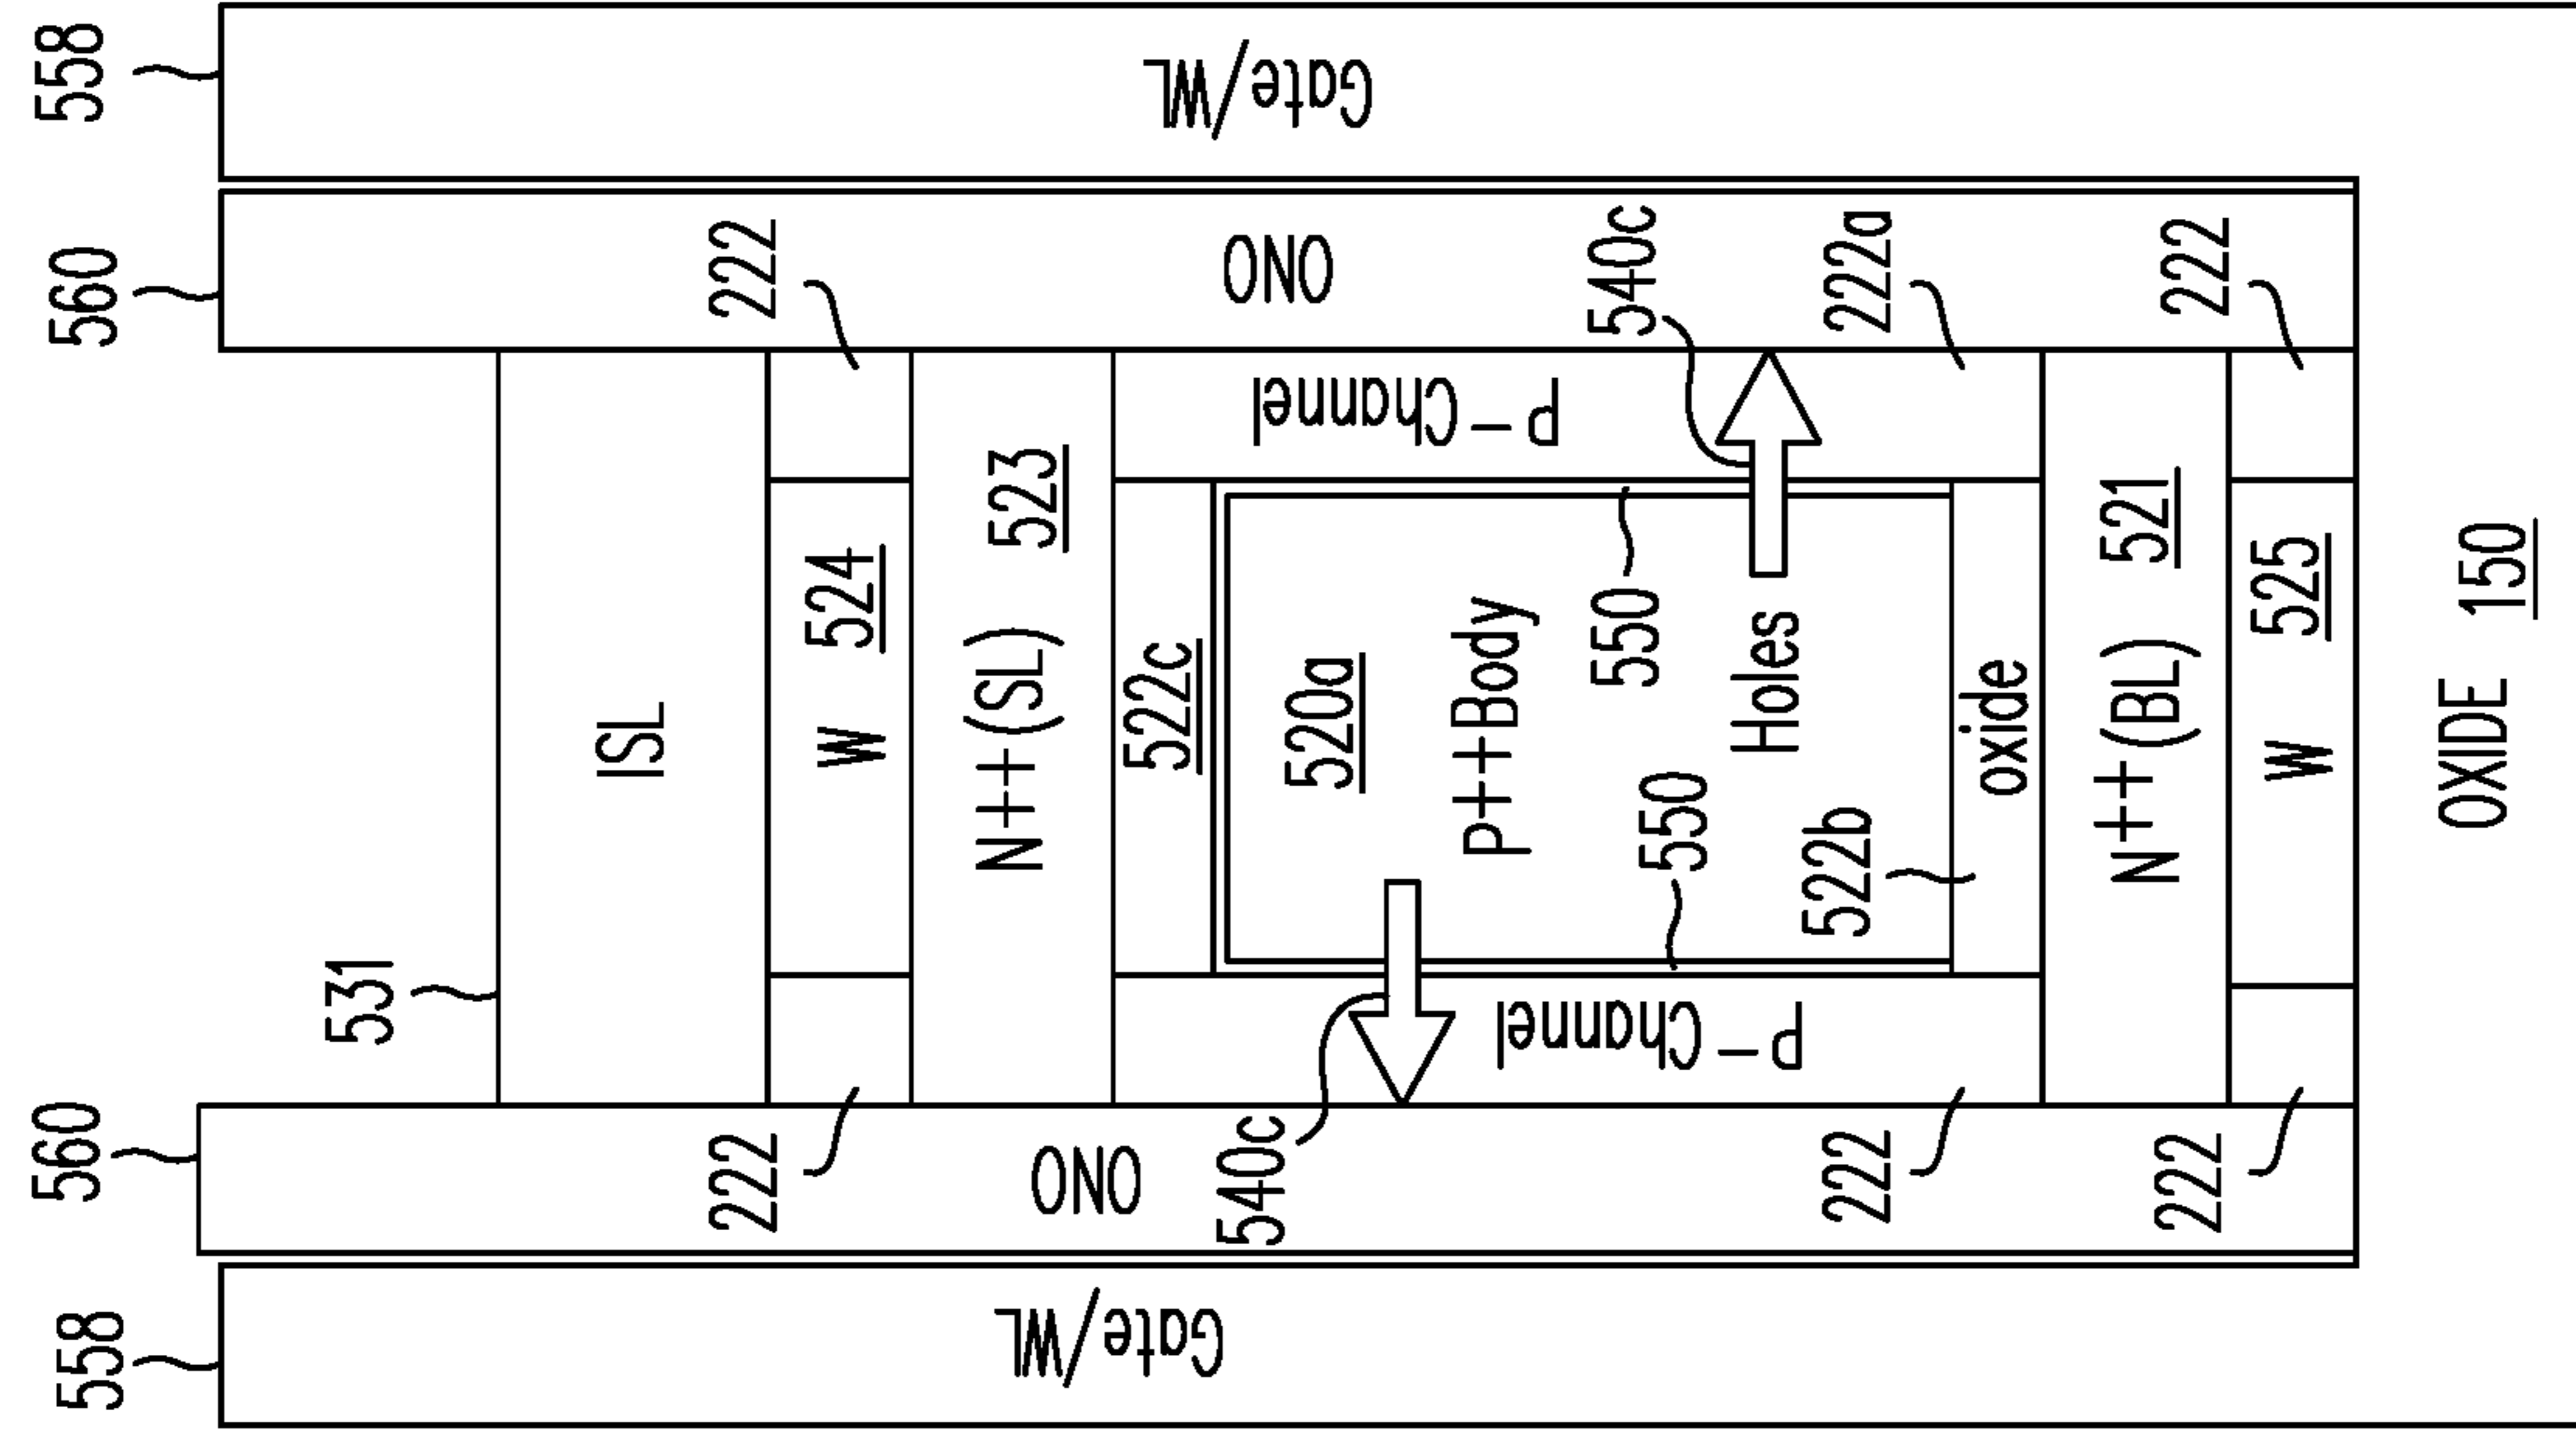 558
560
531
560
558
ISL
222
W 524
222
N++(SL) 523
522c
P-Channel
P-Channel
520a
P+++Body
Holes
550
550
540c
540c
522b
oxide
222
222a
N++(BL) 521
222
W 525
222
ONO
ONO
Gate/WL
Gate/WL
OXIDE 150